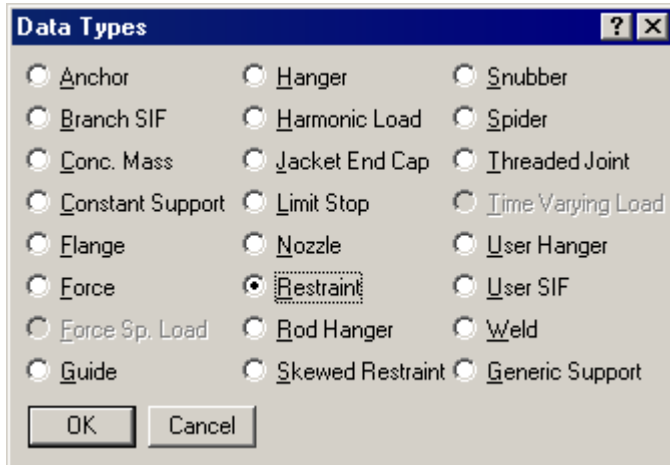 Data Types
Anchor Hanger Snubber
Branch SIF Harmonic Load Spider
Conc. Mass Jacket End Cap Threaded Joint
Constant Support Limit Stop Time Varying Load
Flange Nozzle User Hanger
Force Restraint User SIF
Force Sp. Load Rod Hanger Weld
Guide Skewed Restraint Generic Support
OK Cancel